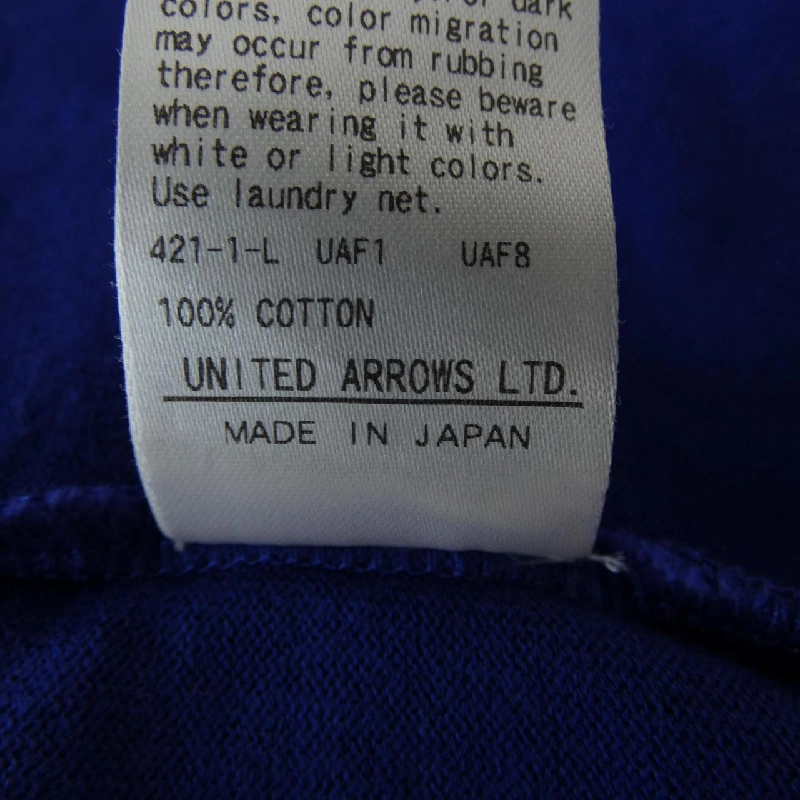 dark
colors, color migration
may occur from rubbing
therefore, please beware
when wearing it with
white or light colors.
Use laundry net.
421-1-L UAF1 UAF8
100% COTTON
UNITED ARROWS LTD.
MADE IN JAPAN